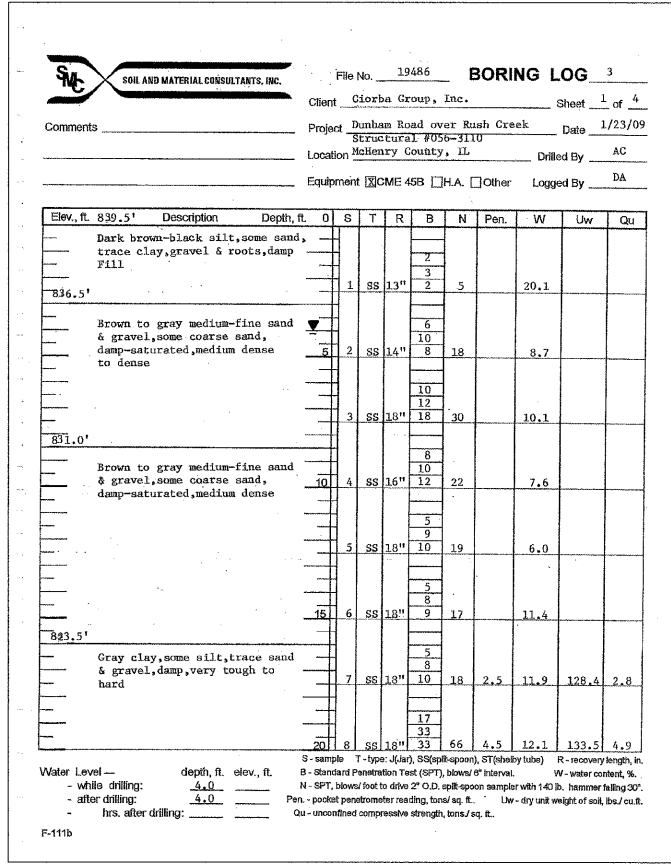 SMC SOIL AND MATERIAL CONSULTANTS, INC.
File No. 19486 BORING LOG 3
Client Ciorba Group, Inc. Sheet 1 of 4
Comments
Project Dunham Road over Rush Creek Date 1/23/09
Structural #056-3110
Location McHenry County, IL Drilled By AC
Equipment ☒CME 45B ☐H.A. ☐Other Logged By DA
Elev., ft. 839.5' Description Depth, ft. 0 S T R B N Pen. W Uw Qu
Dark brown-black silt,some sand,
trace clay,gravel & roots,damp
Fill
2
3
1 SS 13" 2 5 20.1
836.5'
Brown to gray medium-fine sand 6
& gravel,some coarse sand, 10
damp-saturated,medium dense 5 2 SS 14" 8 18 8.7
to dense
10
12
3 SS 18" 18 30 10.1
831.0'
8
Brown to gray medium-fine sand 10
& gravel,some coarse sand, 10 4 SS 16" 12 22 7.6
damp-saturated,medium dense
5
9
5 SS 18" 10 19 6.0
5
8
15 6 SS 18" 9 17 11.4
823.5'
5
Gray clay,some silt,trace sand 8
& gravel,damp,very tough to 7 SS 18" 10 18 2.5 11.9 128.4 2.8
hard
17
33
20 8 SS 18" 33 66 4.5 12.1 133.5 4.9
S - sample T - type: J(Jar), SS(split-spoon), ST(shelby tube) R - recovery length, in.
Water Level — depth, ft. elev., ft. B - Standard Penetration Test (SPT), blows/ 6" interval. W - water content, %.
- while drilling: 4.0 N - SPT, blows/ foot to drive 2" O.D. split-spoon sampler with 140 lb. hammer falling 30".
- after drilling: 4.0 Pen. - pocket penetrometer reading, tons/ sq. ft.. Uw - dry unit weight of soil, lbs./ cu.ft.
- hrs. after drilling: Qu - unconfined compressive strength, tons./ sq. ft..
F-111b